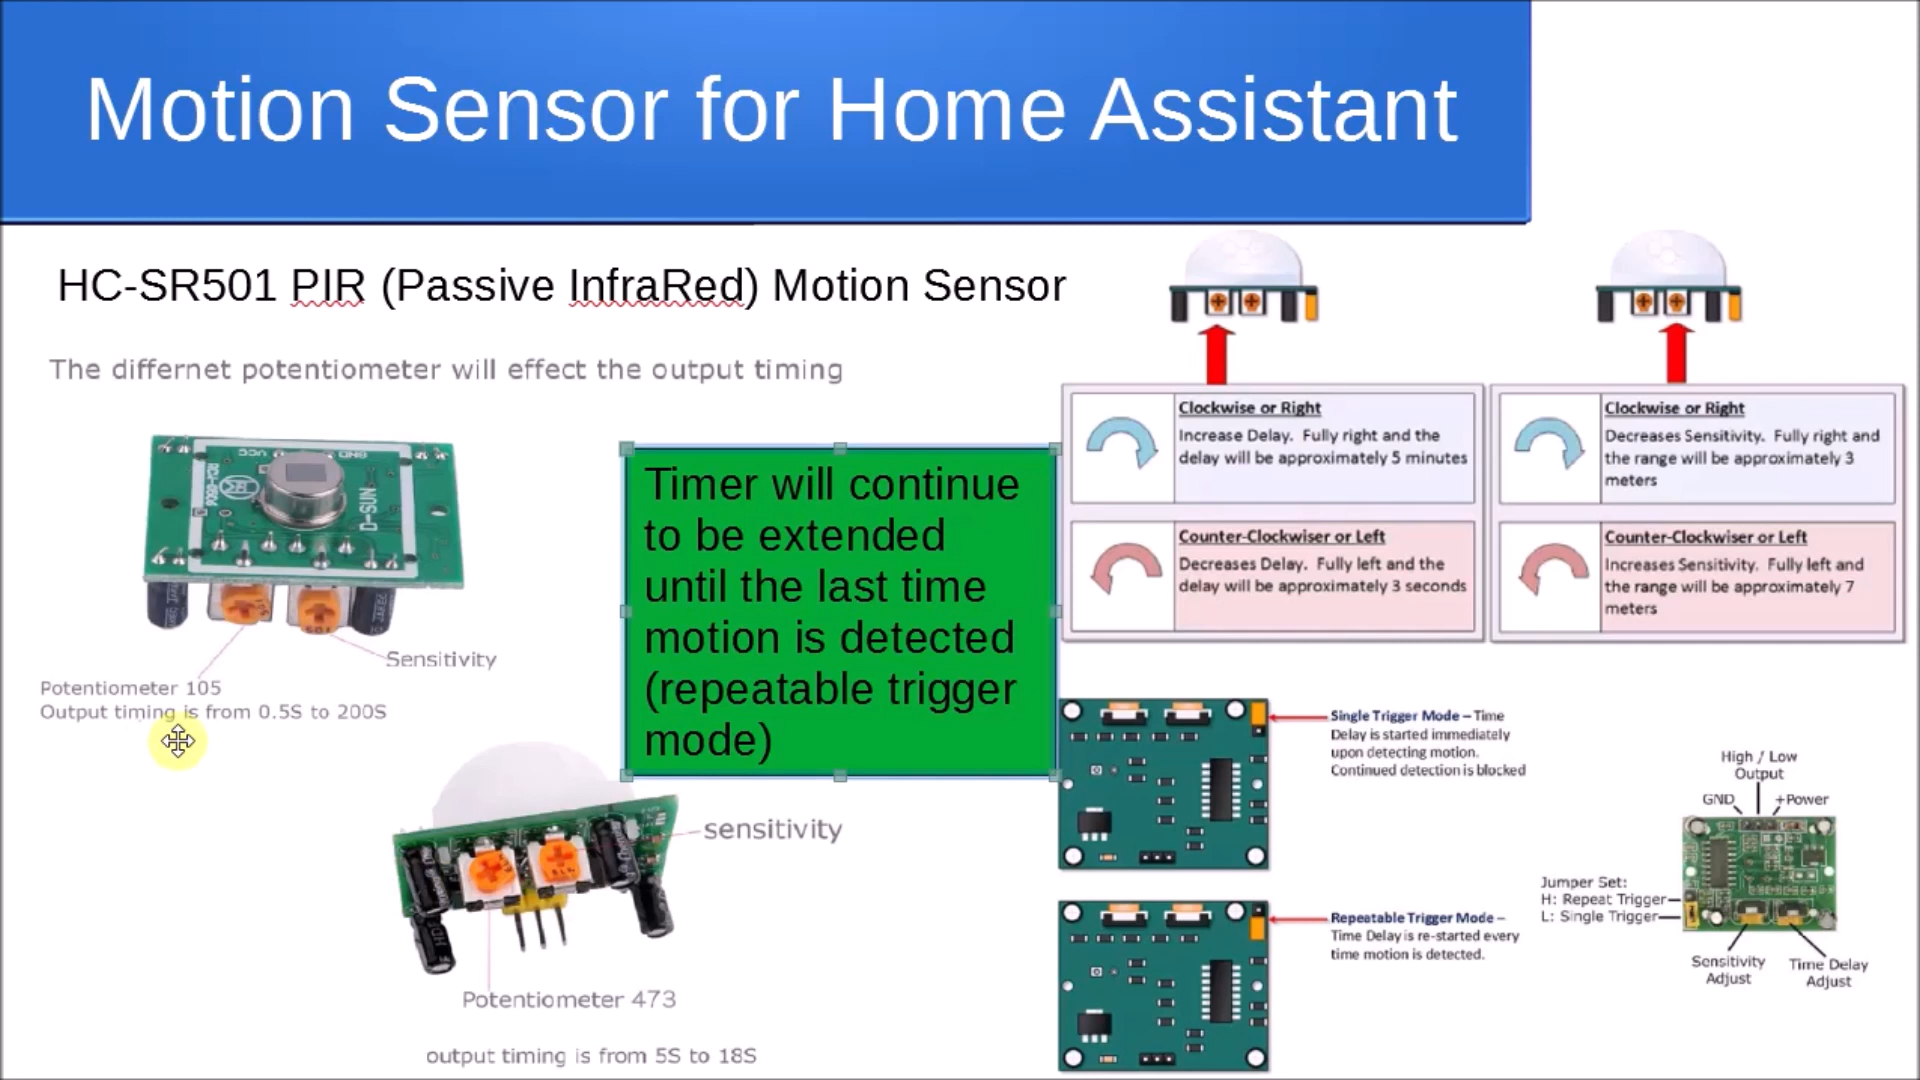 Motion Sensor for Home Assistant
HC-SR501 PIR (Passive InfraRed) Motion Sensor
The differnet potentiometer will effect the output timing
VCC
GND
D-SUN
Sensitivity
Potentiometer 105
Output timing is from 0.5S to 200S
sensitivity
Potentiometer 473
output timing is from 5S to 18S
Timer will continue
to be extended
until the last time
motion is detected
(repeatable trigger
mode)
Clockwise or Right
Increase Delay. Fully right and the
delay will be approximately 5 minutes
Counter-Clockwiser or Left
Decreases Delay. Fully left and the
delay will be approximately 3 seconds
Clockwise or Right
Decreases Sensitivity. Fully right and
the range will be approximately 3
meters
Counter-Clockwiser or Left
Increases Sensitivity. Fully left and
the range will be approximately 7
meters
Single Trigger Mode – Time
Delay is started immediately
upon detecting motion.
Continued detection is blocked
Repeatable Trigger Mode –
Time Delay is re-started every
time motion is detected.
High / Low
Output
GND
+Power
Jumper Set:
H: Repeat Trigger
L: Single Trigger
Sensitivity
Adjust
Time Delay
Adjust